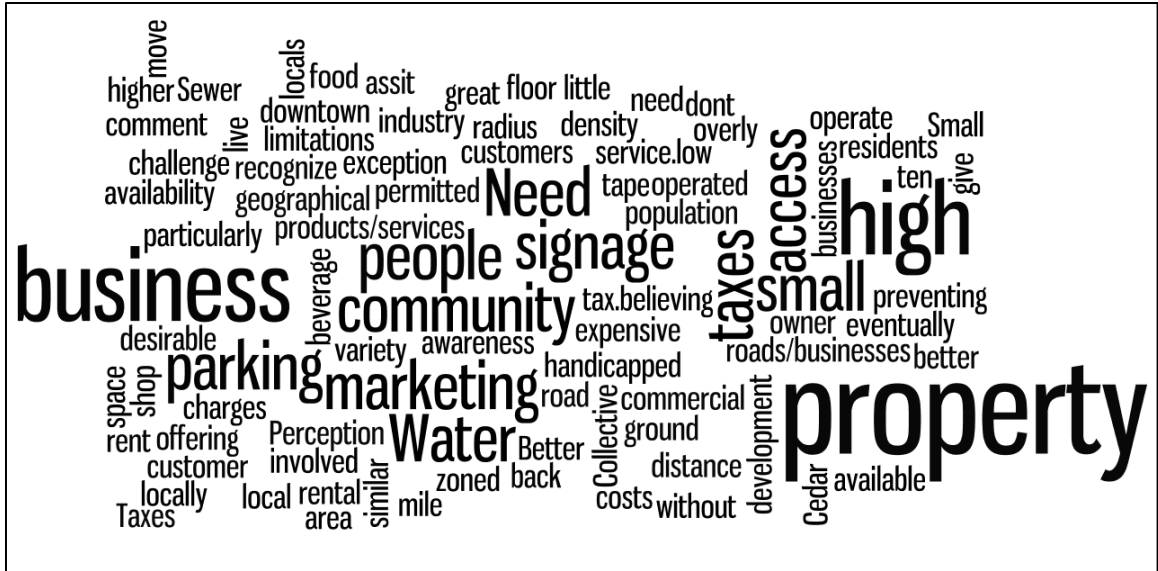 move
locals
food assit
higher Sewer
great floor little
need dont
comment
live
downtown
limitations
industry radius density
overly
operate
Small
challenge recognize exception
customers service.low
access
businesses
residents
ten
give
availability
geographical permitted
Need
tape operated
population
high
particularly products/services
people signage
taxes
small
preventing
business
beverage
community
tax.believing
expensive
owner eventually
desirable
variety awareness
roads/businesses better
parking
marketing
handicapped
space
shop
charges
road
Collective
commercial
development
property
rent offering
Perception
Water
Better
ground
customer
involved
similar
zoned back
distance
Cedar
available
locally
local rental
mile
costs without
Taxes
area